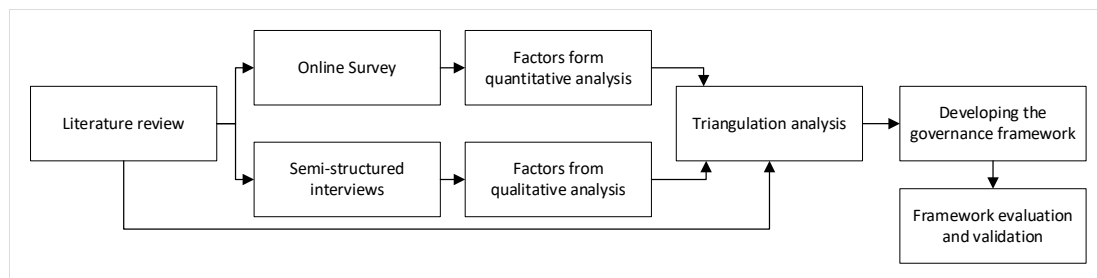 Literature review
Online Survey
Factors form
quantitative analysis
Semi-structured
interviews
Factors from
qualitative analysis
Triangulation analysis
Developing the
governance framework
Framework evaluation
and validation